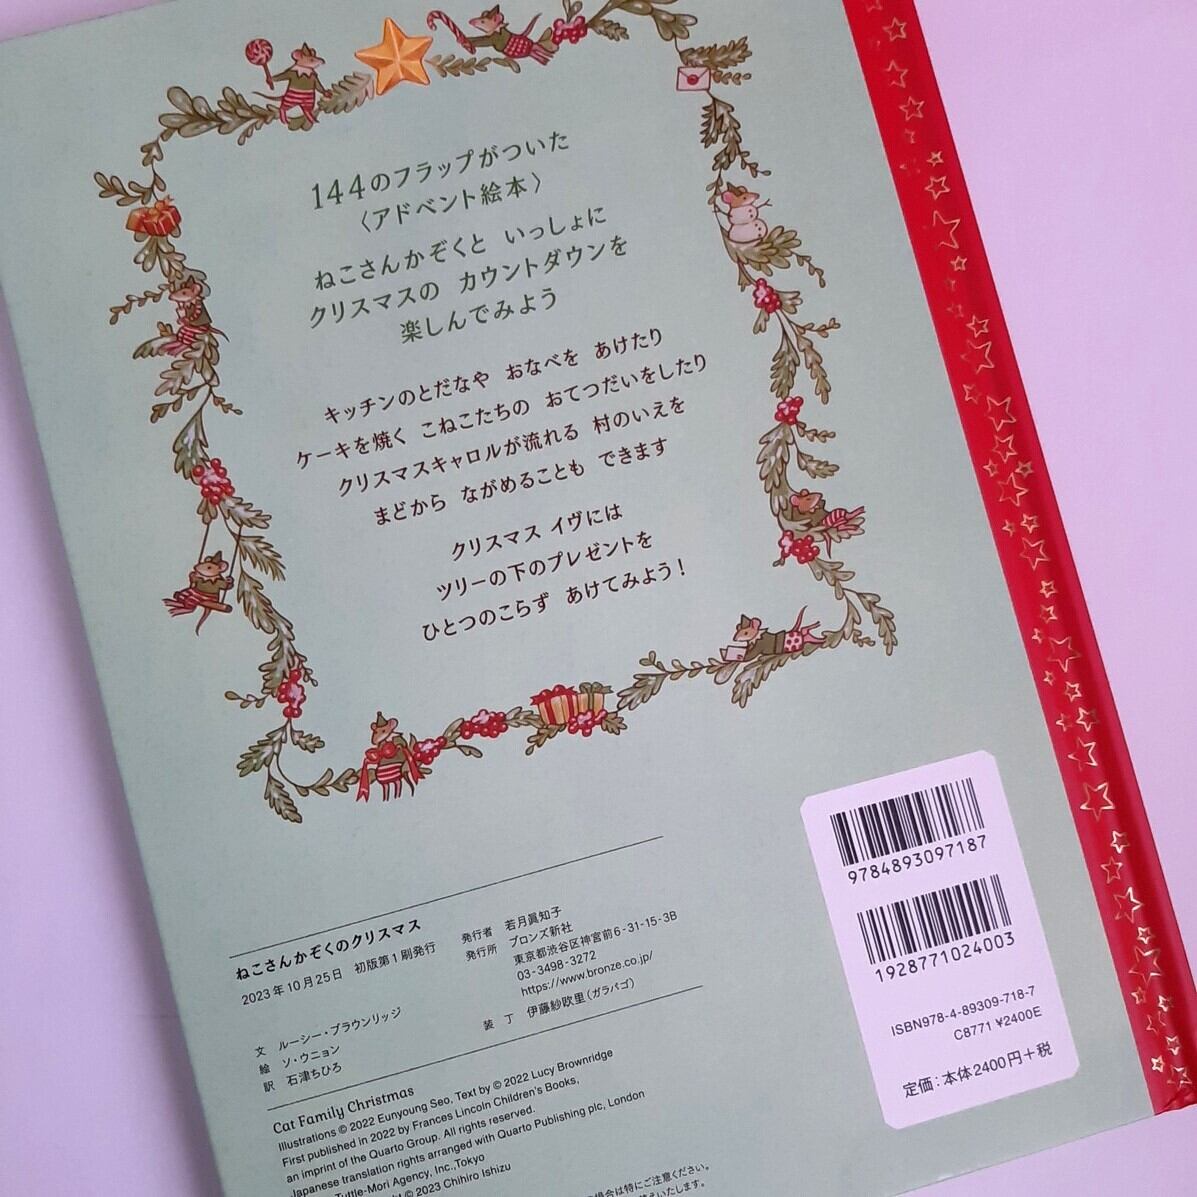 144のフラップがついた
〈アドベント絵本〉
ねこさんかぞくと いっしょに
クリスマスの カウントダウンを
楽しんでみよう
キッチンのとだなや おなべを あけたり
ケーキを焼く こねこたちの おてつだいをしたり
クリスマスキャロルが流れる 村のいえを
まどから ながめることも できます
クリスマス イヴには
ツリーの下のプレゼントを
ひとつのこらず あけてみよう!
ねこさんかぞくのクリスマス
2023年10月25日 初版第1刷発行
文 ルーシー・ブラウンリッジ
絵 ソ・ウニョン
訳 石津ちひろ
発行者 若月眞知子
発行所 ブロンズ新社
東京都渋谷区神宮前6-31-15-3B
03-3498-3272
https://www.bronze.co.jp/
装丁 伊藤紗欧里(ガラパゴ)
Cat Family Christmas
Illustrations © 2022 Eunyoung Seo. Text by © 2022 Lucy Brownridge
First published in 2022 by Frances Lincoln Children's Books,
an imprint of the Quarto Group. All rights reserved.
Japanese translation rights arranged with Quarto Publishing plc, London
Tuttle-Mori Agency, Inc.,Tokyo
© 2023 Chihiro Ishizu
場合は特にご注意ください。
9784893097187
1928771024003
ISBN978-4-89309-718-7
C8771 ¥2400E
定価:本体2400円+税